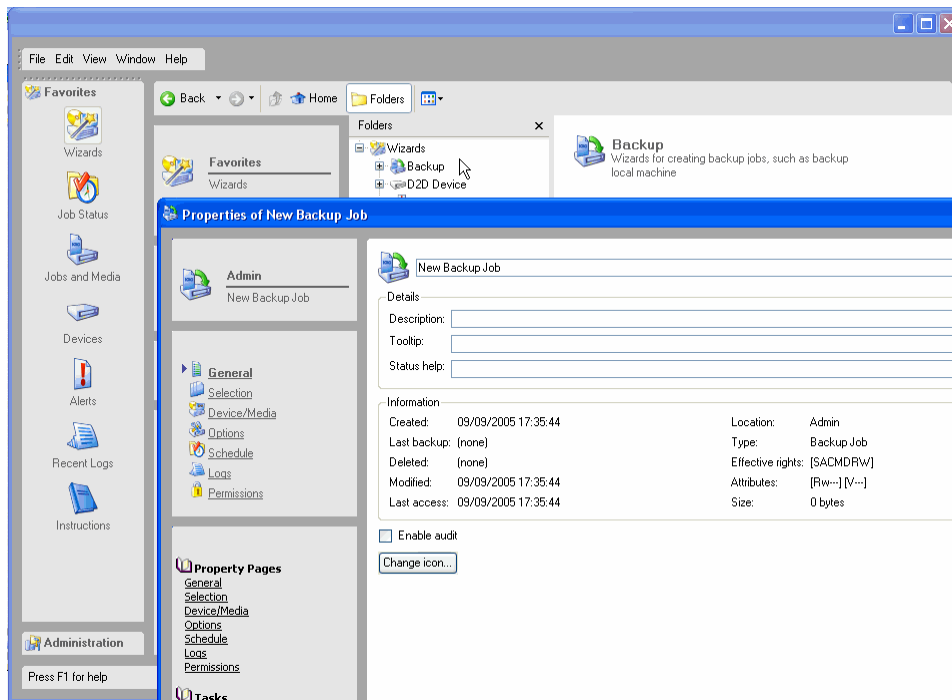 File Edit View Window Help
Favorites
Wizards
Job Status
Jobs and Media
Devices
Alerts
Recent Logs
Instructions
Administration
Press F1 for help
Back Home Folders
Favorites
Wizards
Folders
Wizards
Backup
D2D Device
Backup
Wizards for creating backup jobs, such as backup
local machine
Properties of New Backup Job
Admin
New Backup Job
General
Selection
Device/Media
Options
Schedule
Logs
Permissions
Property Pages
General
Selection
Device/Media
Options
Schedule
Logs
Permissions
Tasks
New Backup Job
Details
Description:
Tooltip:
Status help:
Information
Created: 09/09/2005 17:35:44 Location: Admin
Last backup: (none) Type: Backup Job
Deleted: (none) Effective rights: [SACMDRW]
Modified: 09/09/2005 17:35:44 Attributes: [Rw---] [V---]
Last access: 09/09/2005 17:35:44 Size: 0 bytes
Enable audit
Change icon...